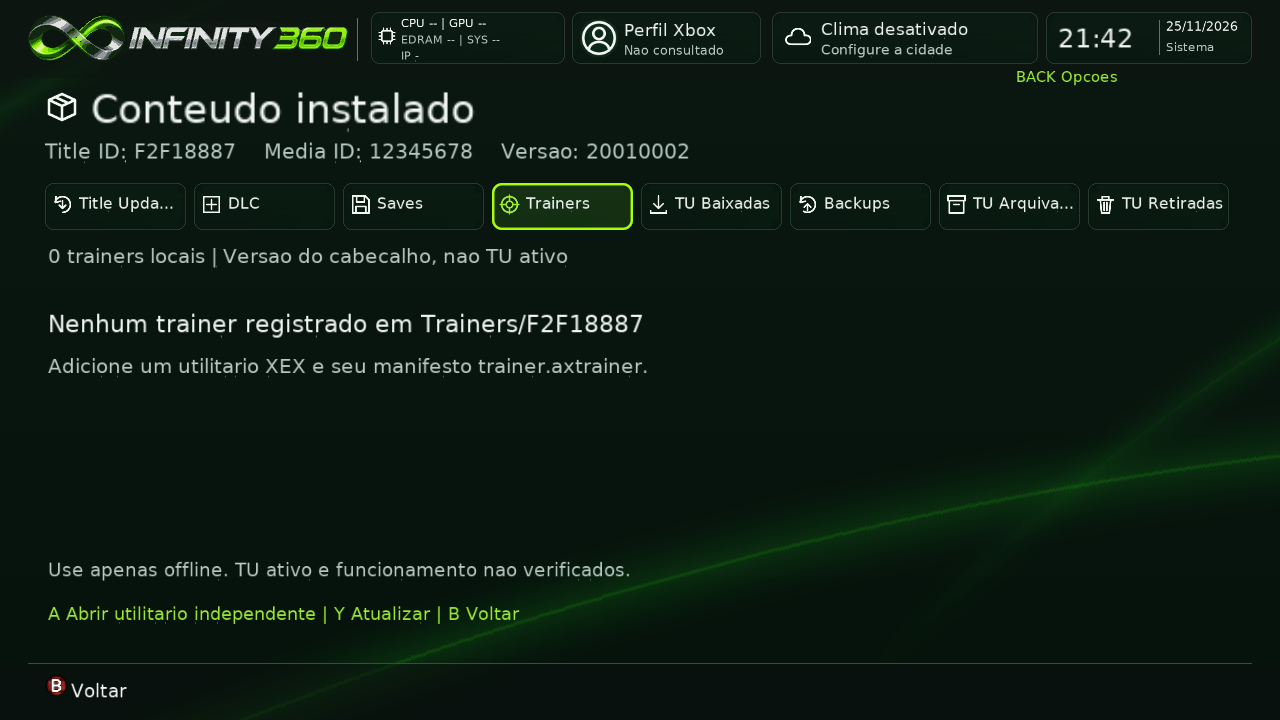 INFINITY 360
CPU -- | GPU --
EDRAM -- | SYS --
IP -
Perfil Xbox
Nao consultado
Clima desativado
Configure a cidade
21:42
25/11/2026
Sistema
BACK Opcoes
Conteudo instalado
Title ID: F2F18887 Media ID: 12345678 Versao: 20010002
Title Upda... DLC Saves Trainers TU Baixadas Backups TU Arquiva... TU Retiradas
0 trainers locais | Versao do cabecalho, nao TU ativo
Nenhum trainer registrado em Trainers/F2F18887
Adicione um utilitario XEX e seu manifesto trainer.axtrainer.
Use apenas offline. TU ativo e funcionamento nao verificados.
A Abrir utilitario independente | Y Atualizar | B Voltar
B Voltar